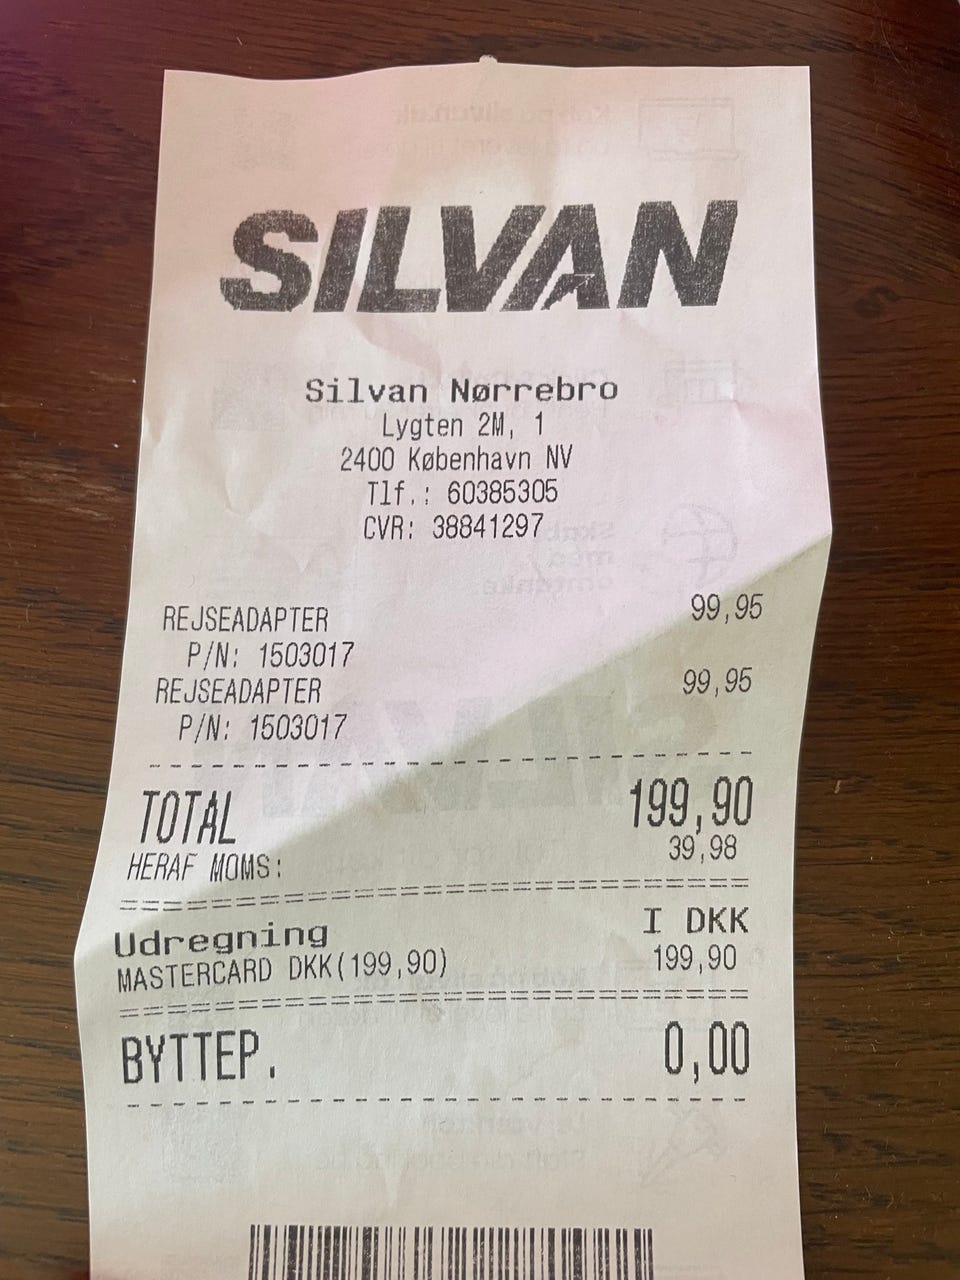 SILVAN
Silvan Nørrebro
Lygten 2M, 1
2400 København NV
Tlf.: 60385305
CVR: 38841297
REJSEADAPTER 99,95
P/N: 1503017
REJSEADAPTER 99,95
P/N: 1503017
TOTAL 199,90
HERAF MOMS: 39,98
Udregning I DKK
MASTERCARD DKK(199,90) 199,90
BYTTEP. 0,00